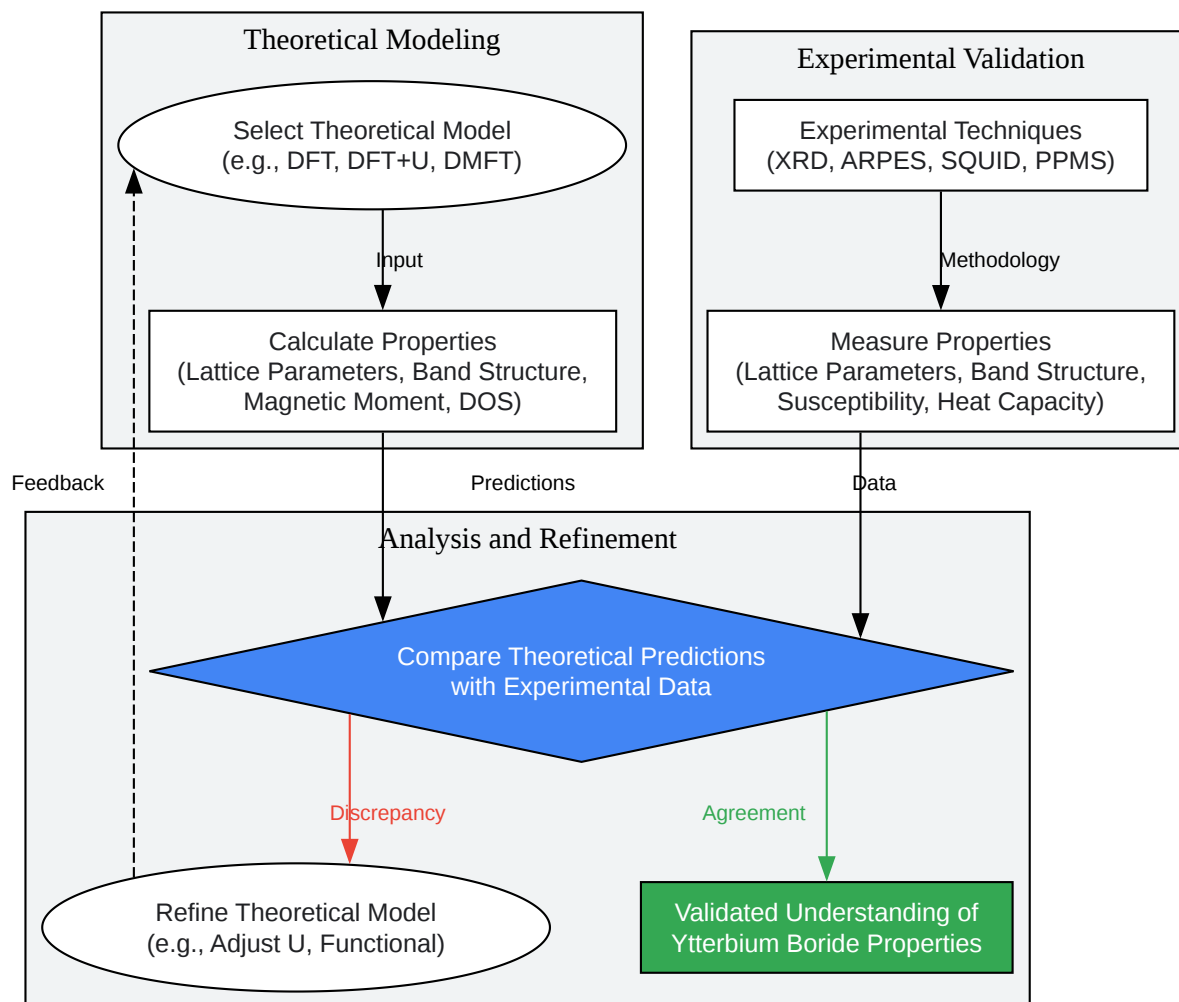 Theoretical Modeling
Select Theoretical Model
(e.g., DFT, DFT+U, DMFT)
Input
Calculate Properties
(Lattice Parameters, Band Structure,
Magnetic Moment, DOS)
Experimental Validation
Experimental Techniques
(XRD, ARPES, SQUID, PPMS)
Methodology
Measure Properties
(Lattice Parameters, Band Structure,
Susceptibility, Heat Capacity)
Feedback
Predictions
Data
Analysis and Refinement
Compare Theoretical Predictions
with Experimental Data
Discrepancy
Agreement
Refine Theoretical Model
(e.g., Adjust U, Functional)
Validated Understanding of
Ytterbium Boride Properties